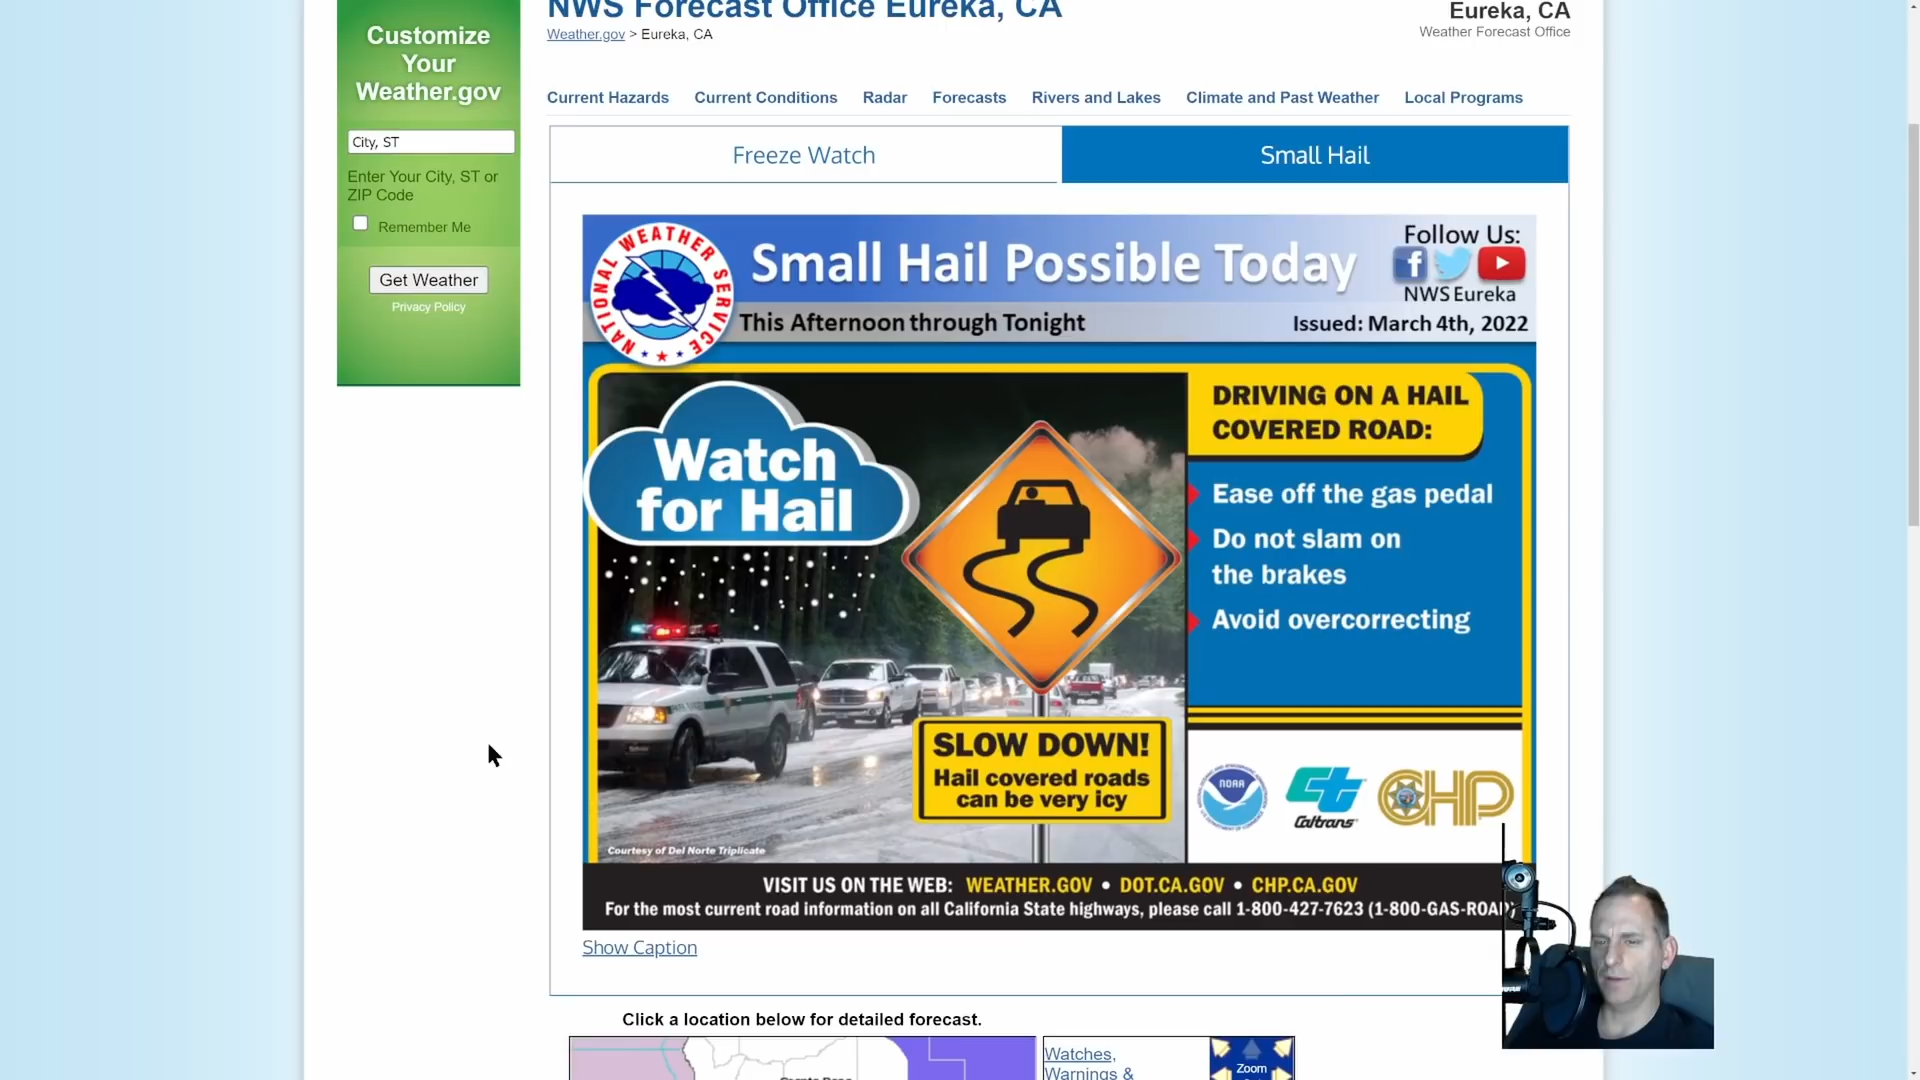 NWS Forecast Office Eureka, CA
Eureka, CA
Weather Forecast Office
Weather.gov > Eureka, CA
Customize
Your
Weather.gov
City, ST
Enter Your City, ST or
ZIP Code
Remember Me
Get Weather
Privacy Policy
Current Hazards
Current Conditions
Radar
Forecasts
Rivers and Lakes
Climate and Past Weather
Local Programs
Freeze Watch
Small Hail
NATIONAL WEATHER SERVICE
Small Hail Possible Today
Follow Us:
NWS Eureka
This Afternoon through Tonight
Issued: March 4th, 2022
Watch
for Hail
DRIVING ON A HAIL
COVERED ROAD:
Ease off the gas pedal
Do not slam on
the brakes
Avoid overcorrecting
SLOW DOWN!
Hail covered roads
can be very icy
NOAA
Caltrans
CHP
Courtesy of Del Norte Triplicate
VISIT US ON THE WEB: WEATHER.GOV • DOT.CA.GOV • CHP.CA.GOV
For the most current road information on all California State highways, please call 1-800-427-7623 (1-800-GAS-ROAD)
Show Caption
Click a location below for detailed forecast.
Watches,
Warnings &
Zoom